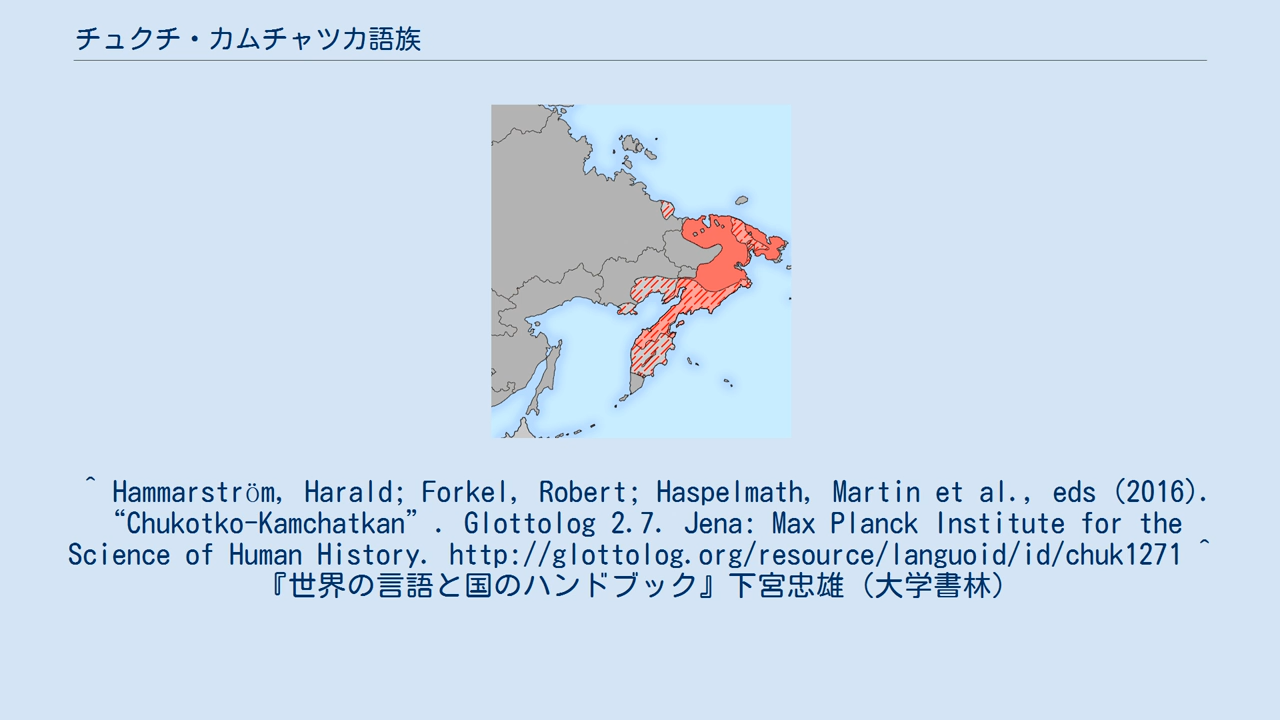 チュクチ・カムチャツカ語族
^ Hammarström, Harald; Forkel, Robert; Haspelmath, Martin et al., eds (2016).
“Chukotko-Kamchatkan”. Glottolog 2.7. Jena: Max Planck Institute for the
Science of Human History. http://glottolog.org/resource/languoid/id/chuk1271 ^
『世界の言語と国のハンドブック』下宮忠雄（大学書林）